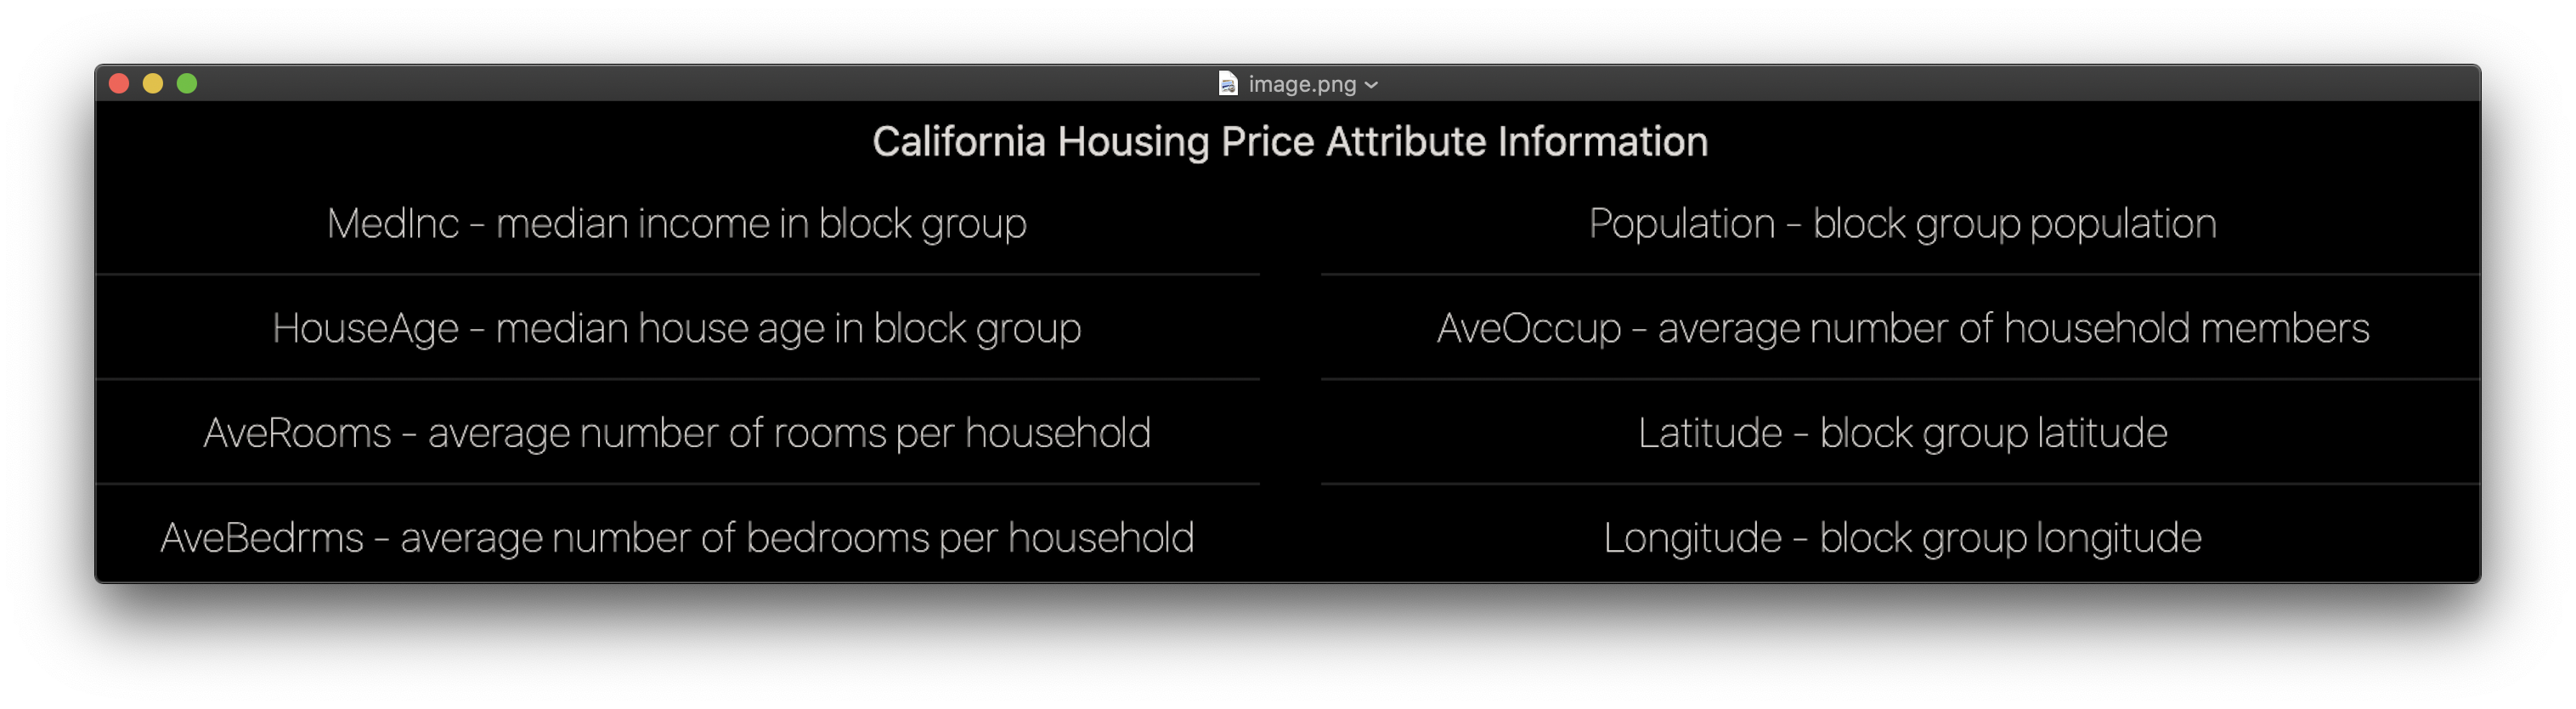 image.png
California Housing Price Attribute Information
MedInc - median income in block group
HouseAge - median house age in block group
AveRooms - average number of rooms per household
AveBedrms - average number of bedrooms per household
Population - block group population
AveOccup - average number of household members
Latitude - block group latitude
Longitude - block group longitude